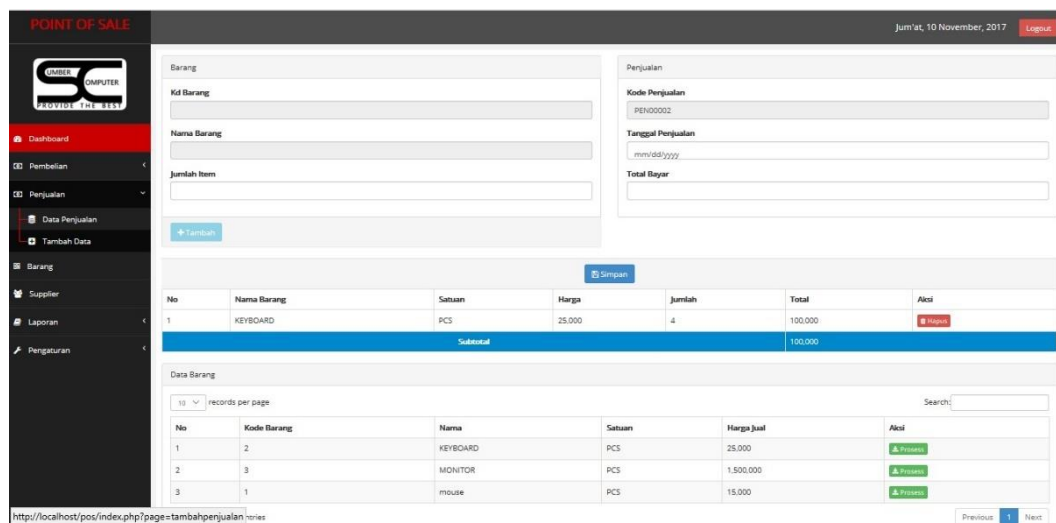 POINT OF SALE
Jum'at, 10 November, 2017 Logout
UMBER
OMPUTER
PROVIDE THE BEST
Dashboard
Pembelian
Penjualan
Data Penjualan
Tambah Data
Barang
Supplier
Laporan
Pengaturan
Barang
Kd Barang
Nama Barang
Jumlah Item
+Tambah
Penjualan
Kode Penjualan
PEN00002
Tanggal Penjualan
mm/dd/yyyy
Total Bayar
Simpan
No Nama Barang Satuan Harga Jumlah Total Aksi
1 KEYBOARD PCS 25,000 4 100,000 Hapus
Subtotal 100,000
Data Barang
10 records per page Search:
No Kode Barang Nama Satuan Harga Jual Aksi
1 2 KEYBOARD PCS 25,000 Prosess
2 3 MONITOR PCS 1,500,000 Prosess
3 1 mouse PCS 15,000 Prosess
http://localhost/pos/index.php?page=tambahpenjualan ntries Previous 1 Next